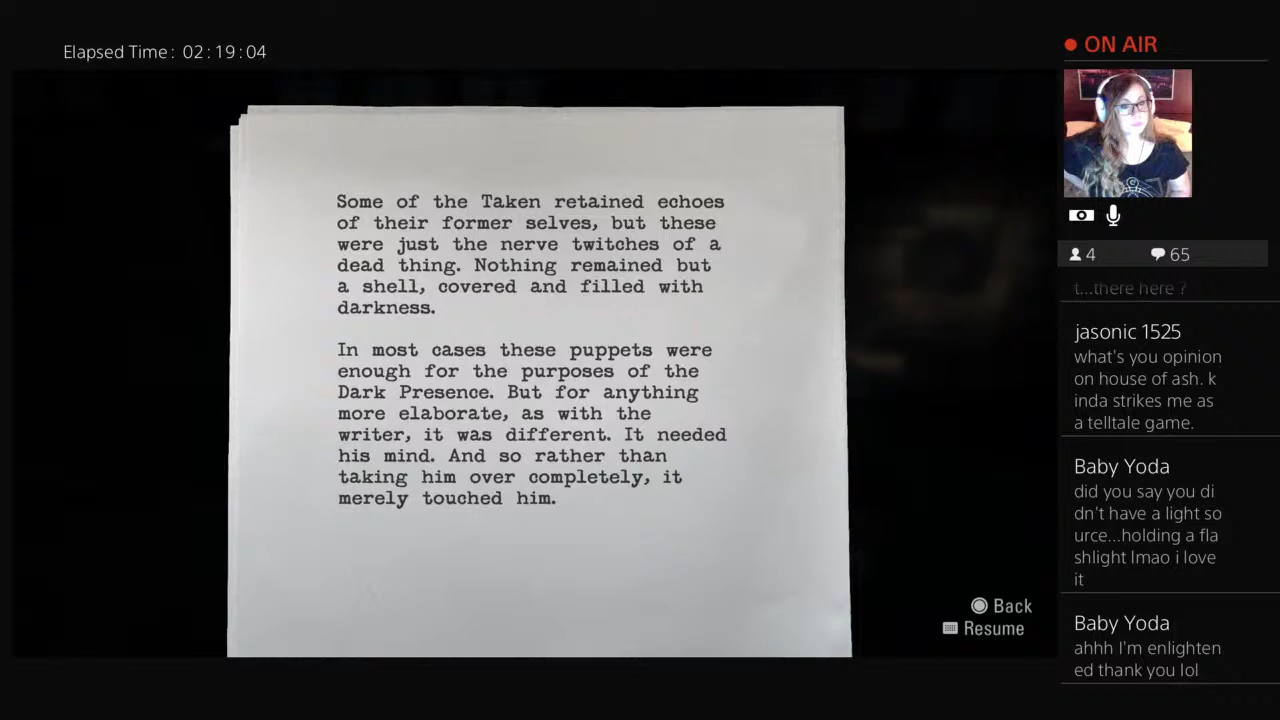 Elapsed Time: 02:19:04
Some of the Taken retained echoes
of their former selves, but these
were just the nerve twitches of a
dead thing. Nothing remained but
a shell, covered and filled with
darkness.
In most cases these puppets were
enough for the purposes of the
Dark Presence. But for anything
more elaborate, as with the
writer, it was different. It needed
his mind. And so rather than
taking him over completely, it
merely touched him.
Back
Resume
ON AIR
4
65
t...there here ?
jasonic 1525
what's you opinion
on house of ash. k
inda strikes me as
a telltale game.
Baby Yoda
did you say you di
dn't have a light so
urce...holding a fla
shlight lmao i love
it
Baby Yoda
ahhh I'm enlighten
ed thank you lol